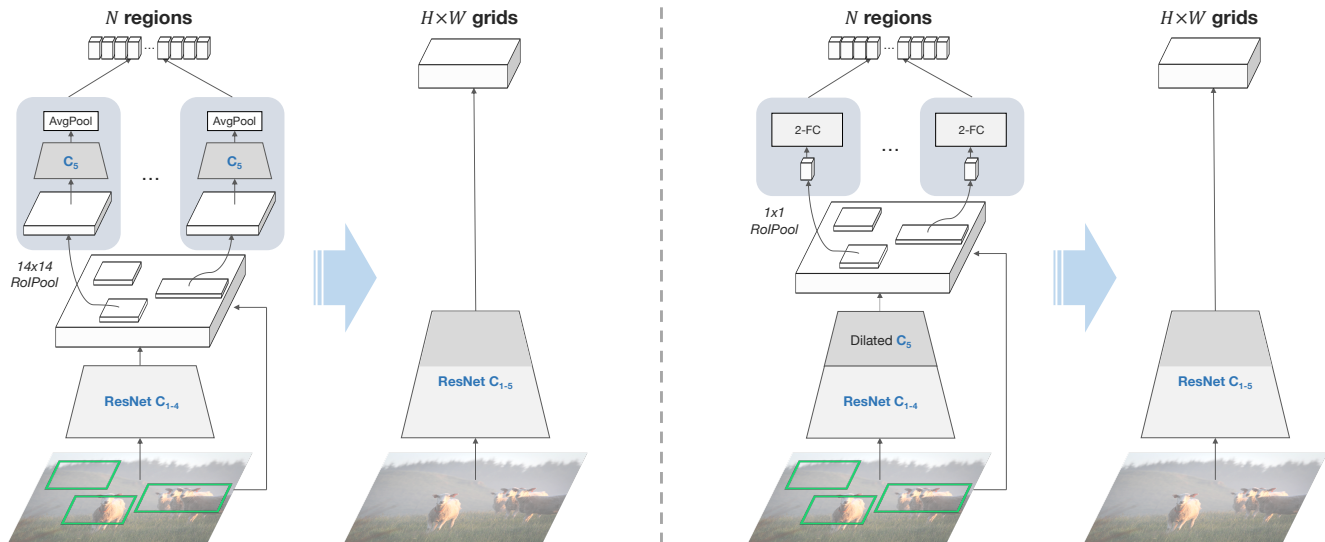 N regions
H×W grids
AvgPool
AvgPool
C5
C5
...
...
14x14
RoIPool
ResNet C1-4
ResNet C1-5
N regions
H×W grids
...
2-FC
2-FC
...
1x1
RoIPool
Dilated C5
ResNet C1-4
ResNet C1-5